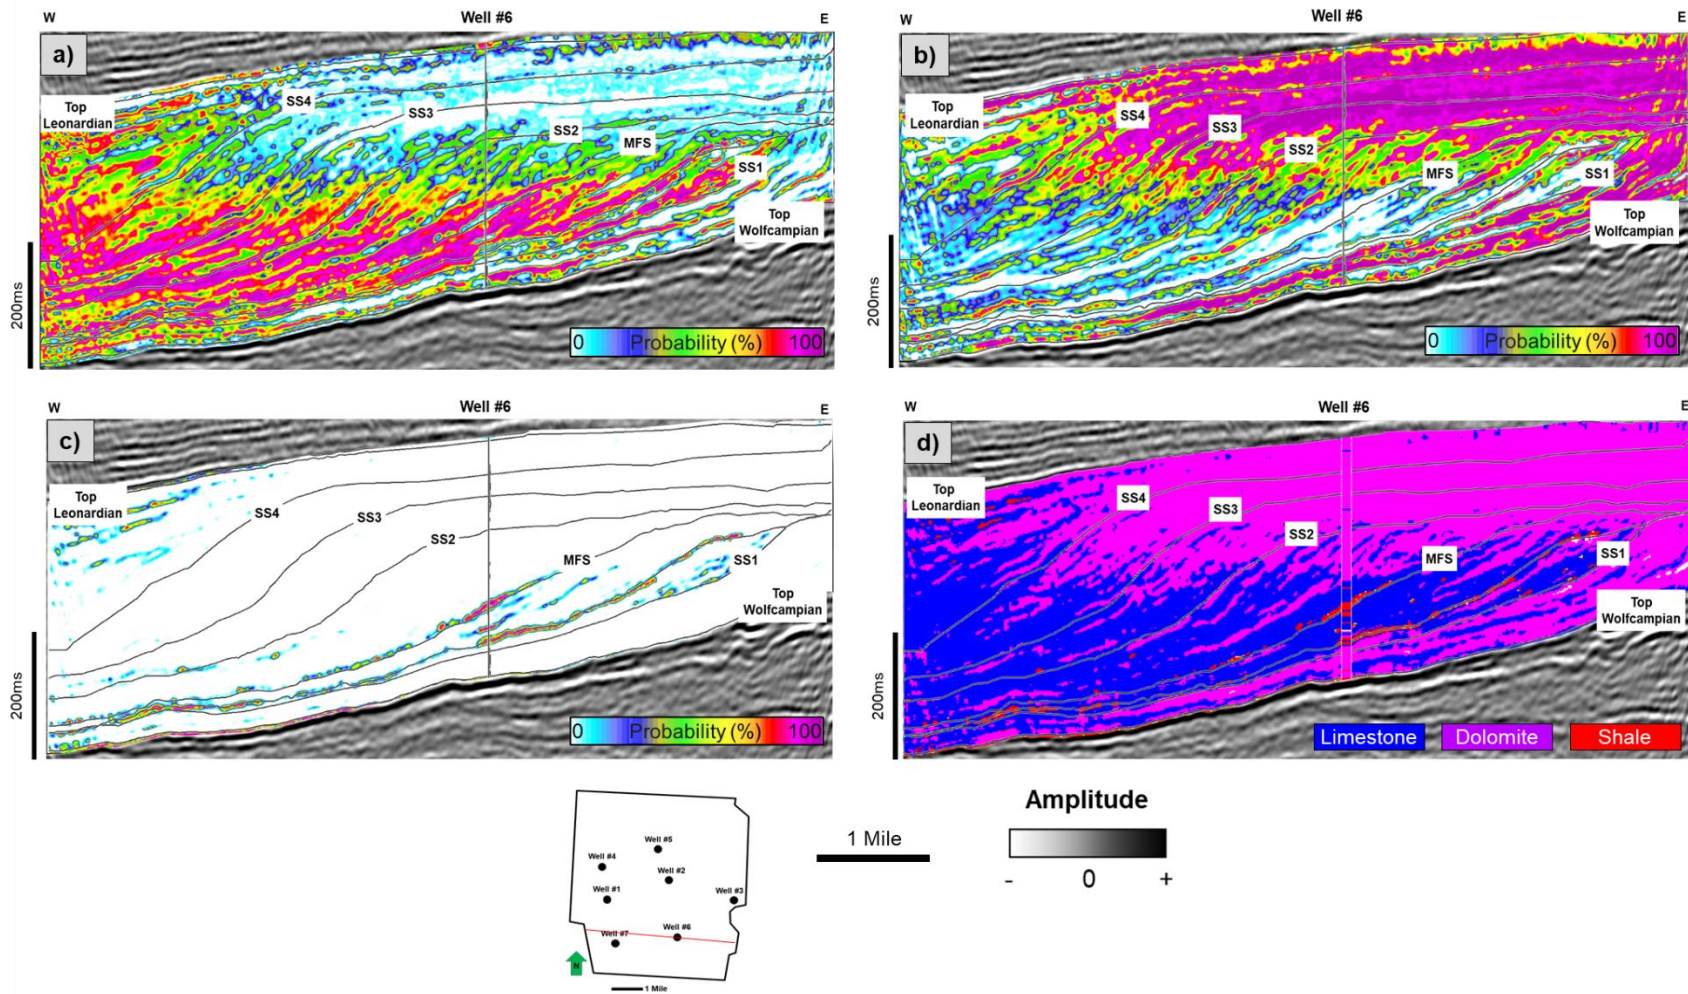 W
Well #6
E
a)
Top
Leonardian
SS4
SS3
SS2
MFS
SS1
Top
Wolfcampian
200ms
0 Probability (%) 100
W
Well #6
E
b)
Top
Leonardian
SS4
SS3
SS2
MFS
SS1
Top
Wolfcampian
200ms
0 Probability (%) 100
W
Well #6
E
c)
Top
Leonardian
SS4
SS3
SS2
MFS
SS1
Top
Wolfcampian
200ms
0 Probability (%) 100
W
Well #6
E
d)
Top
Leonardian
SS4
SS3
SS2
MFS
SS1
Top
Wolfcampian
200ms
Limestone
Dolomite
Shale
Well #5
Well #4
Well #2
Well #1
Well #3
Well #6
Well #7
N
1 Mile
1 Mile
Amplitude
- 0 +